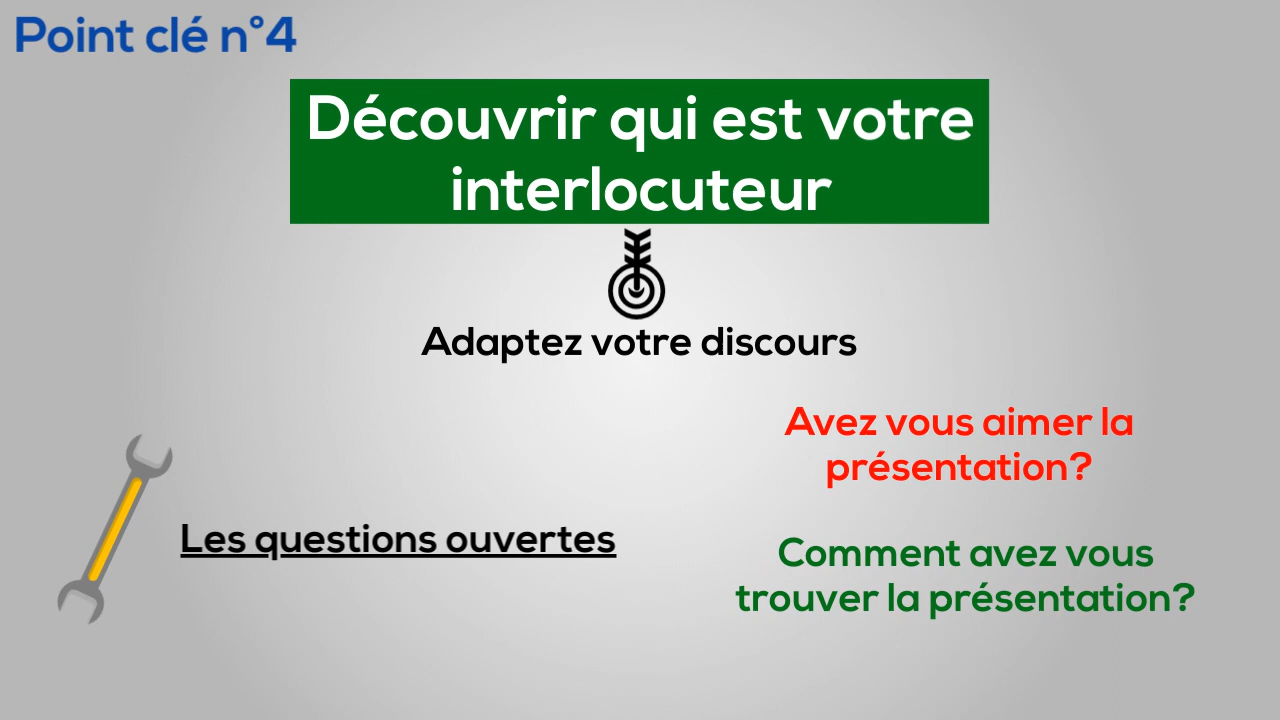 Point clé n°4
Découvrir qui est votre
interlocuteur
Adaptez votre discours
Avez vous aimer la
présentation?
Les questions ouvertes
Comment avez vous
trouver la présentation?